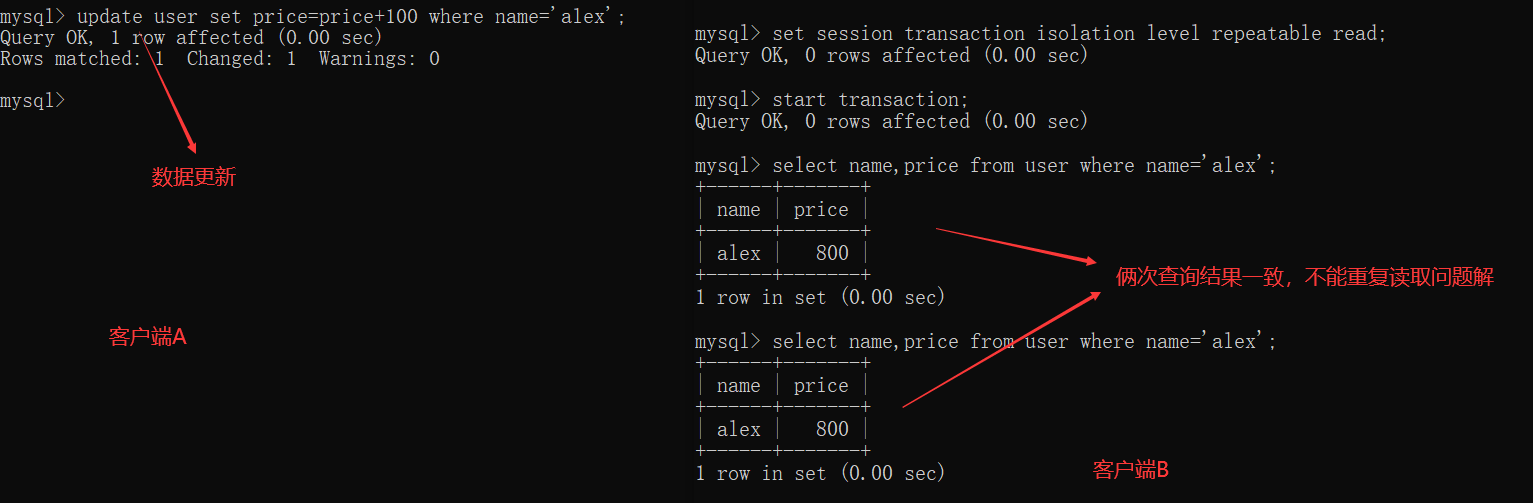 mysql> update user set price=price+100 where name='alex';
Query OK, 1 row affected (0.00 sec)
Rows matched: 1  Changed: 1  Warnings: 0
mysql>
数据更新
客户端A
mysql> set session transaction isolation level repeatable read;
Query OK, 0 rows affected (0.00 sec)
mysql> start transaction;
Query OK, 0 rows affected (0.00 sec)
mysql> select name,price from user where name='alex';
+------+-------+
| name | price |
+------+-------+
| alex |   800 |
+------+-------+
1 row in set (0.00 sec)
俩次查询结果一致，不能重复读取问题解
mysql> select name,price from user where name='alex';
+------+-------+
| name | price |
+------+-------+
| alex |   800 |
+------+-------+
1 row in set (0.00 sec)
客户端B